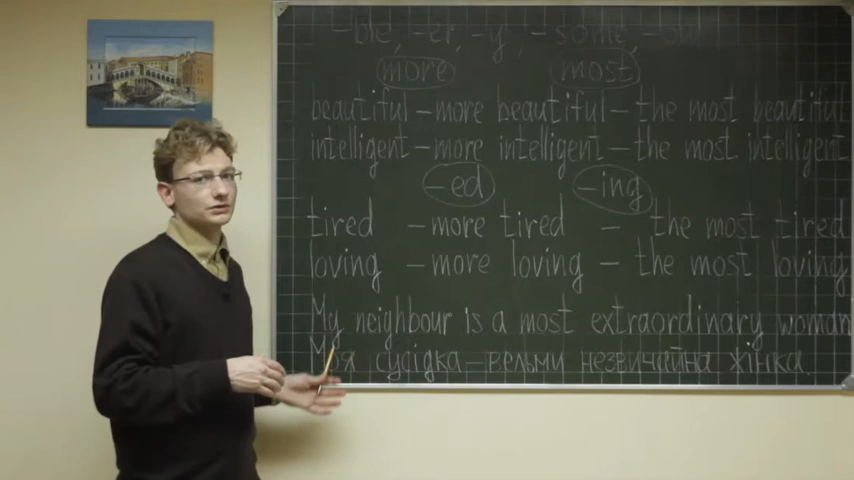 -ble, -er, -y, -some, -ow
more most
beautiful – more beautiful – the most beautiful
intelligent – more intelligent – the most intelligent
-ed -ing
tired – more tired – the most tired
loving – more loving – the most loving
My neighbour is a most extraordinary woman
Моя сусідка – вельми незвичайна жінка.